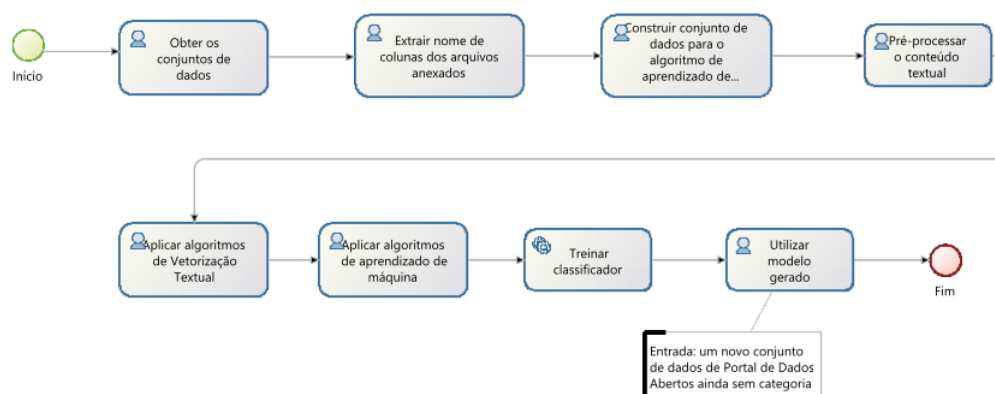 Início
Obter os
conjuntos de
dados
Extrair nome de
colunas dos arquivos
anexados
Construir conjunto de
dados para o
algoritmo de
aprendizado de...
Pré-processar
o conteúdo
textual
Aplicar algoritmos
de Vetorização
Textual
Aplicar algoritmos
de aprendizado de
máquina
Treinar
classificador
Utilizar
modelo
gerado
Fim
Entrada: um novo conjunto
de dados de Portal de Dados
Abertos ainda sem categoria